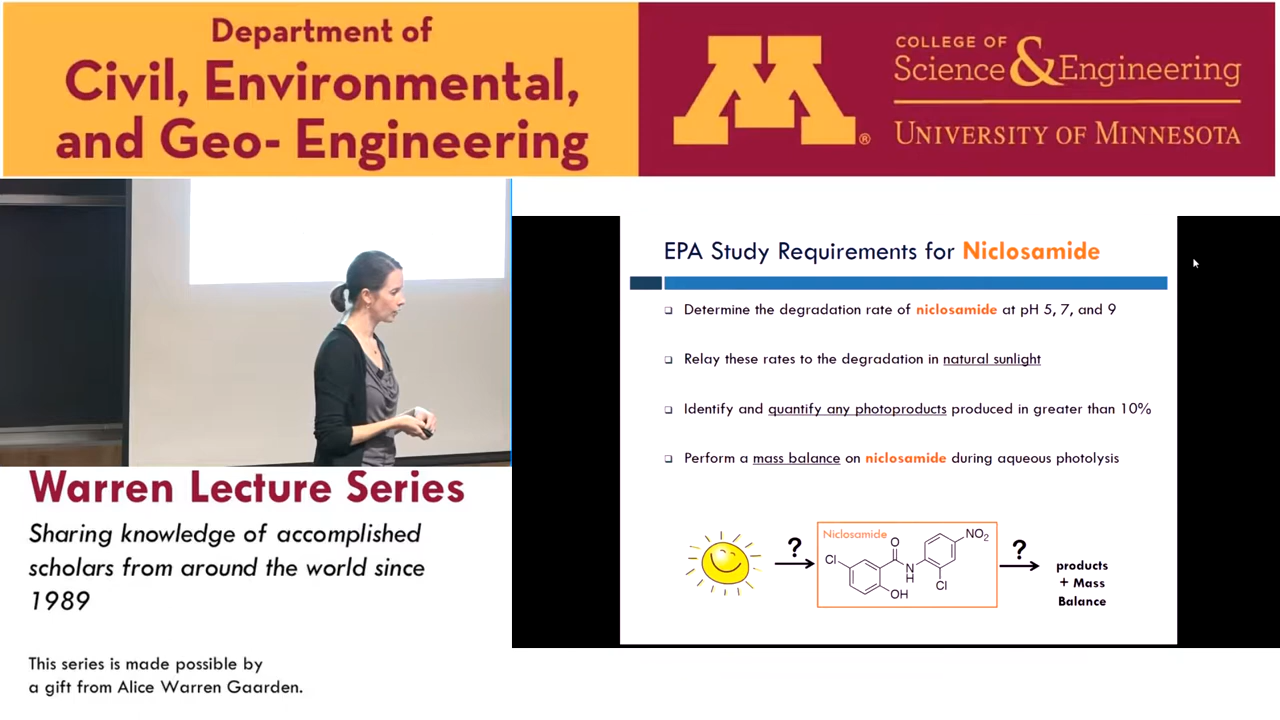 Department of
Civil, Environmental,
and Geo- Engineering
M
®
COLLEGE OF
Science & Engineering
UNIVERSITY OF MINNESOTA
Warren Lecture Series
Sharing knowledge of accomplished
scholars from around the world since
1989
This series is made possible by
a gift from Alice Warren Gaarden.
EPA Study Requirements for Niclosamide
Determine the degradation rate of niclosamide at pH 5, 7, and 9
Relay these rates to the degradation in natural sunlight
Identify and quantify any photoproducts produced in greater than 10%
Perform a mass balance on niclosamide during aqueous photolysis
?
Niclosamide
O
NO2
Cl
N
H
Cl
OH
?
products
+ Mass
Balance